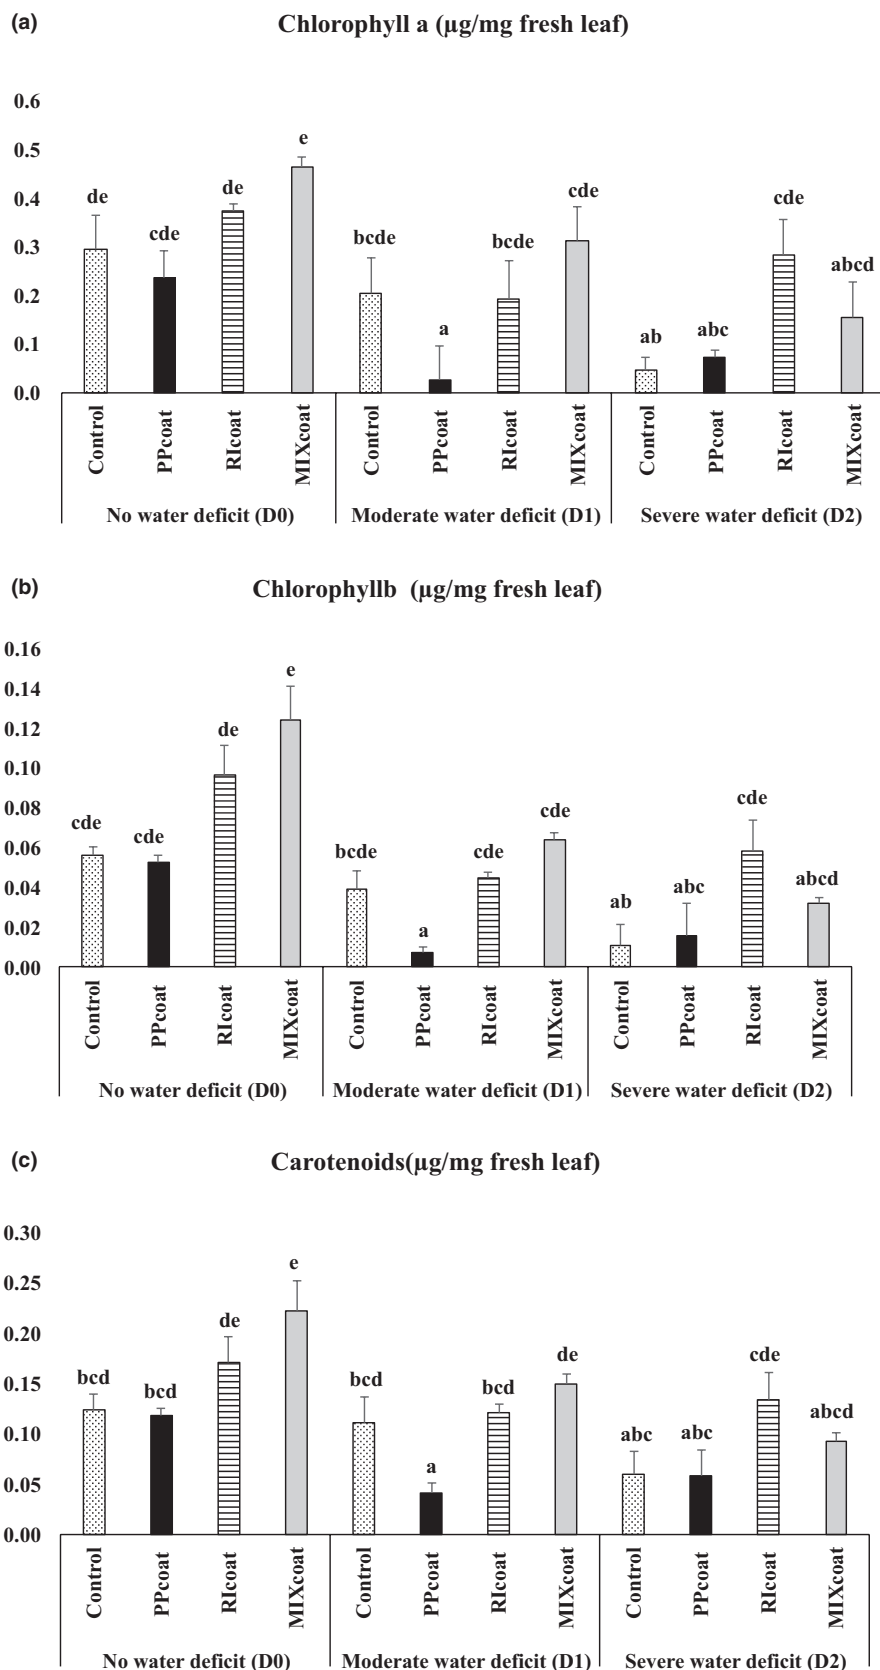 (a) Chlorophyll a (µg/mg fresh leaf)
0.6
0.5
0.4
0.3
0.2
0.1
0.0
de cde de e bcde a bcde cde ab abc cde abcd
Control PPcoat RIcoat MIXcoat Control PPcoat RIcoat MIXcoat Control PPcoat RIcoat MIXcoat
No water deficit (D0) Moderate water deficit (D1) Severe water deficit (D2)
(b) Chlorophyllb (µg/mg fresh leaf)
0.16
0.14
0.12
0.10
0.08
0.06
0.04
0.02
0.00
cde cde de e bcde a cde cde ab abc cde abcd
Control PPcoat RIcoat MIXcoat Control PPcoat RIcoat MIXcoat Control PPcoat RIcoat MIXcoat
No water deficit (D0) Moderate water deficit (D1) Severe water deficit (D2)
(c) Carotenoids(µg/mg fresh leaf)
0.30
0.25
0.20
0.15
0.10
0.05
0.00
bcd bcd de e bcd a bcd de abc abc cde abcd
Control PPcoat RIcoat MIXcoat Control PPcoat RIcoat MIXcoat Control PPcoat RIcoat MIXcoat
No water deficit (D0) Moderate water deficit (D1) Severe water deficit (D2)